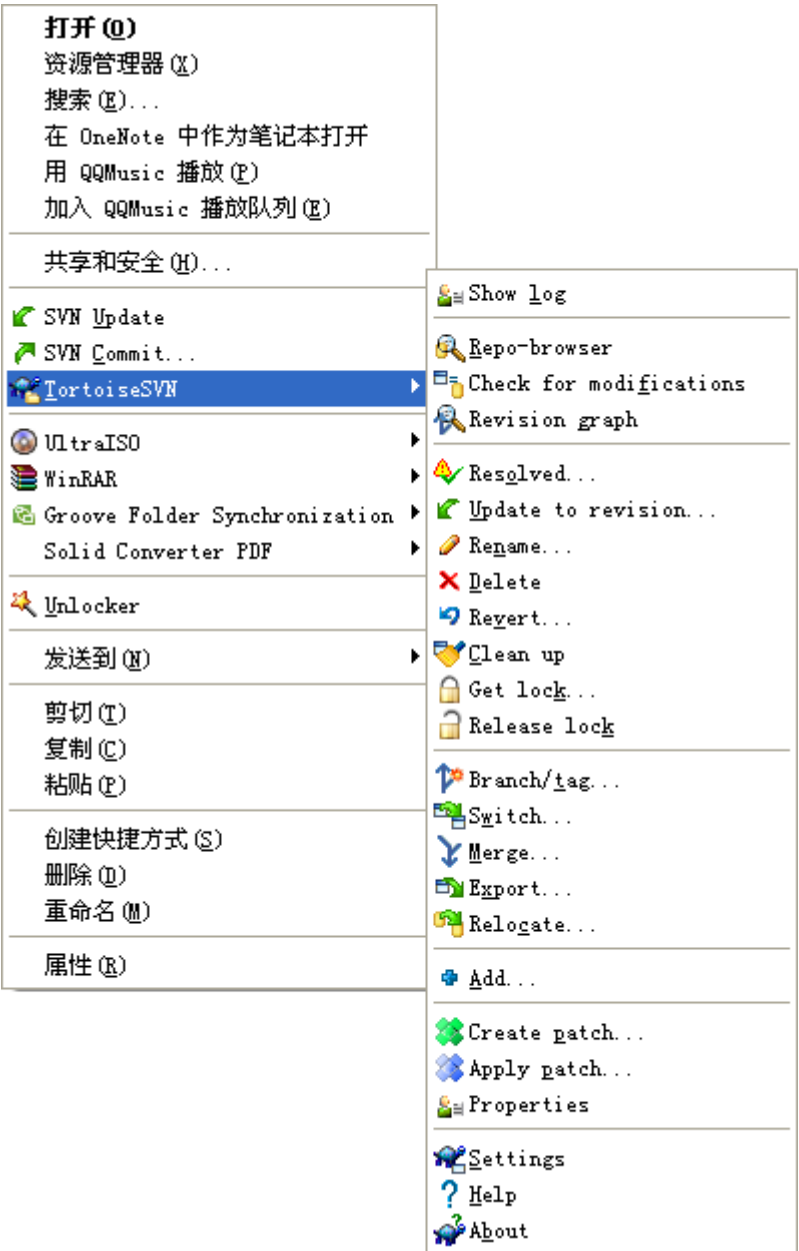 打开(O)
资源管理器(X)
搜索(E)...
在 OneNote 中作为笔记本打开
用 QQMusic 播放(P)
加入 QQMusic 播放队列(E)
共享和安全(H)...
SVN Update
SVN Commit...
TortoiseSVN
UltraISO
WinRAR
Groove Folder Synchronization
Solid Converter PDF
Unlocker
发送到(N)
剪切(T)
复制(C)
粘贴(P)
创建快捷方式(S)
删除(D)
重命名(M)
属性(R)
Show log
Repo-browser
Check for modifications
Revision graph
Resolved...
Update to revision...
Rename...
Delete
Revert...
Clean up
Get lock...
Release lock
Branch/tag...
Switch...
Merge...
Export...
Relocate...
Add...
Create patch...
Apply patch...
Properties
Settings
Help
About